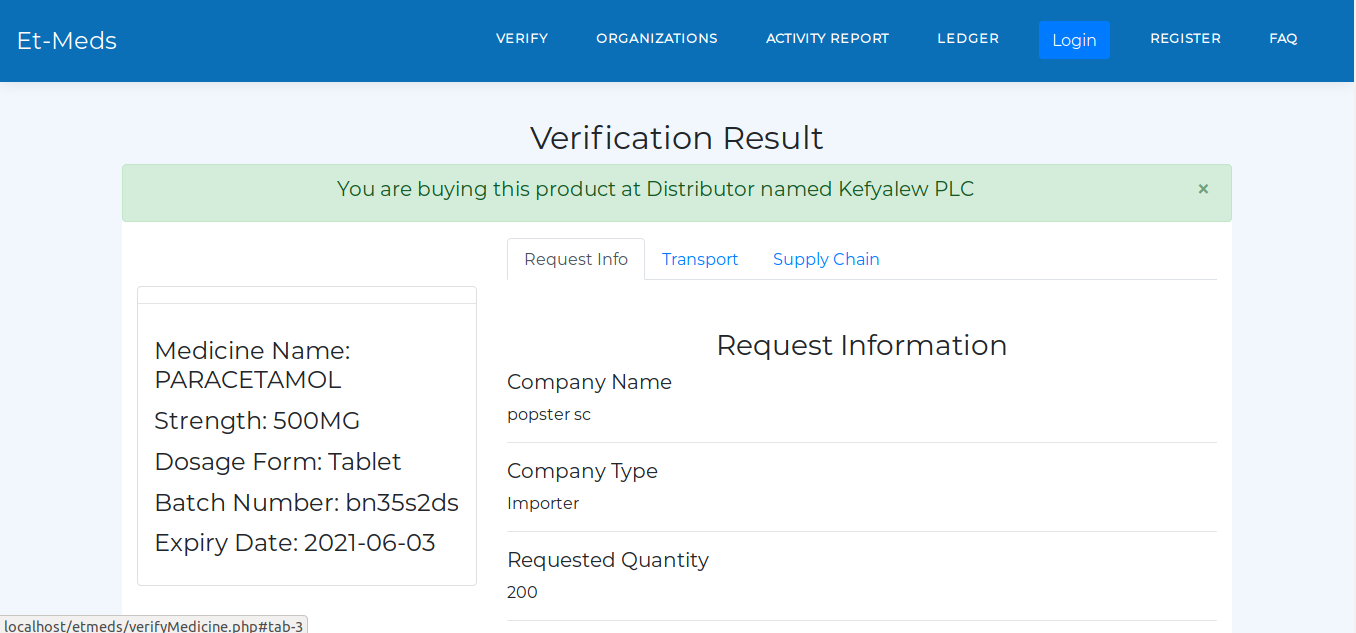 Et-Meds
VERIFY
ORGANIZATIONS
ACTIVITY REPORT
LEDGER
Login
REGISTER
FAQ
Verification Result
You are buying this product at Distributor named Kefyalew PLC
×
Request Info
Transport
Supply Chain
Medicine Name:
PARACETAMOL
Strength: 500MG
Dosage Form: Tablet
Batch Number: bn35s2ds
Expiry Date: 2021-06-03
Request Information
Company Name
popster sc
Company Type
Importer
Requested Quantity
200
localhost/etmeds/verifyMedicine.php#tab-3